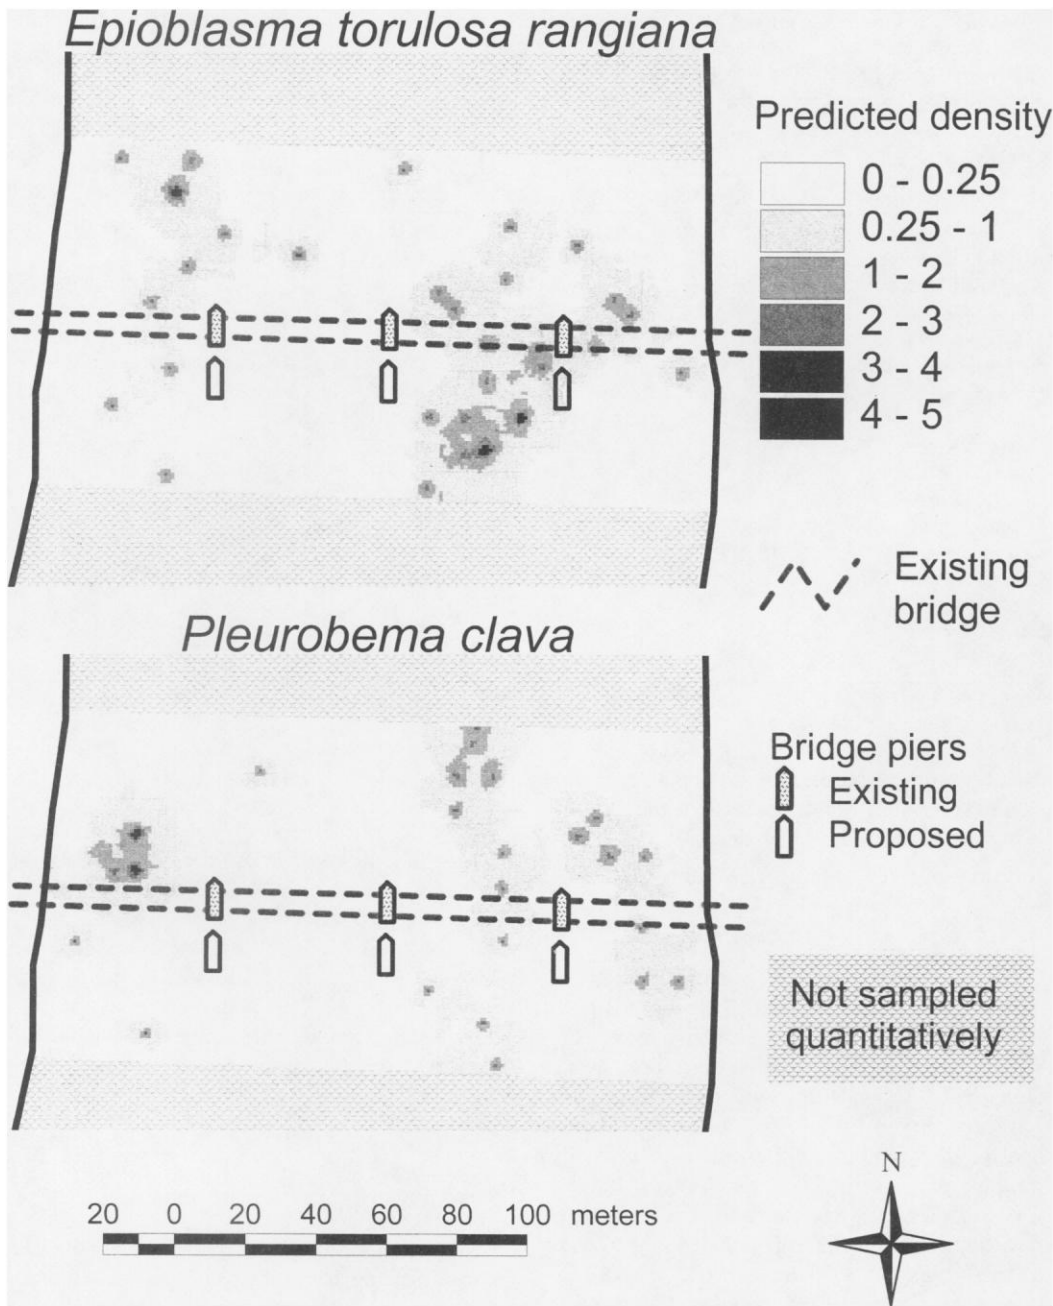 Epioblasma torulosa rangiana
Predicted density
0 - 0.25
0.25 - 1
1 - 2
2 - 3
3 - 4
4 - 5
Existing
bridge
Pleurobema clava
Bridge piers
Existing
Proposed
Not sampled
quantitatively
N
20 0 20 40 60 80 100 meters